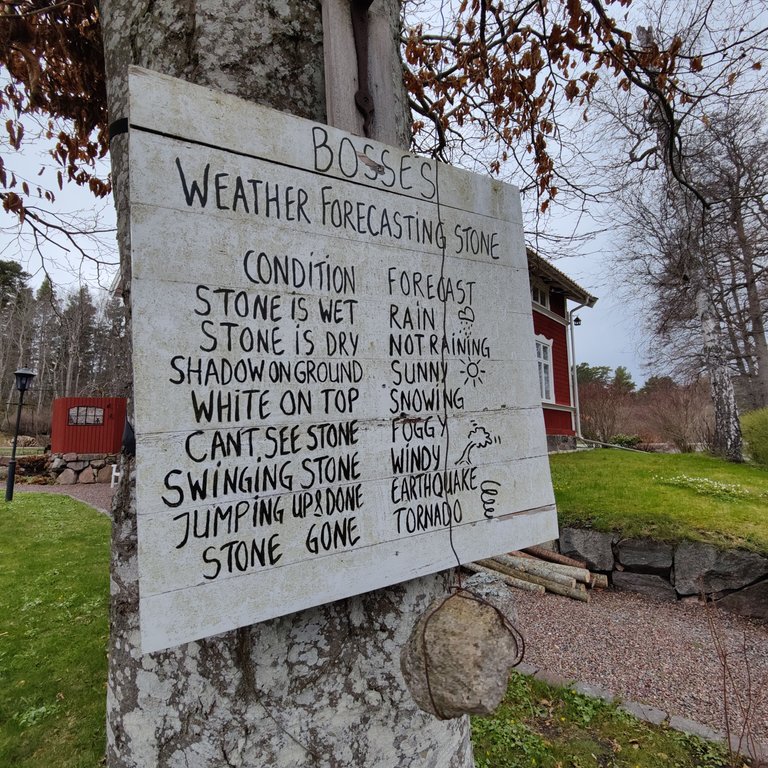 BOSSES
WEATHER FORECASTING STONE
CONDITION FORECAST
STONE IS WET RAIN
STONE IS DRY NOT RAINING
SHADOW ON GROUND SUNNY
WHITE ON TOP SNOWING
CANT SEE STONE FOGGY
SWINGING STONE WINDY
JUMPING UP & DONE EARTHQUAKE
STONE GONE TORNADO